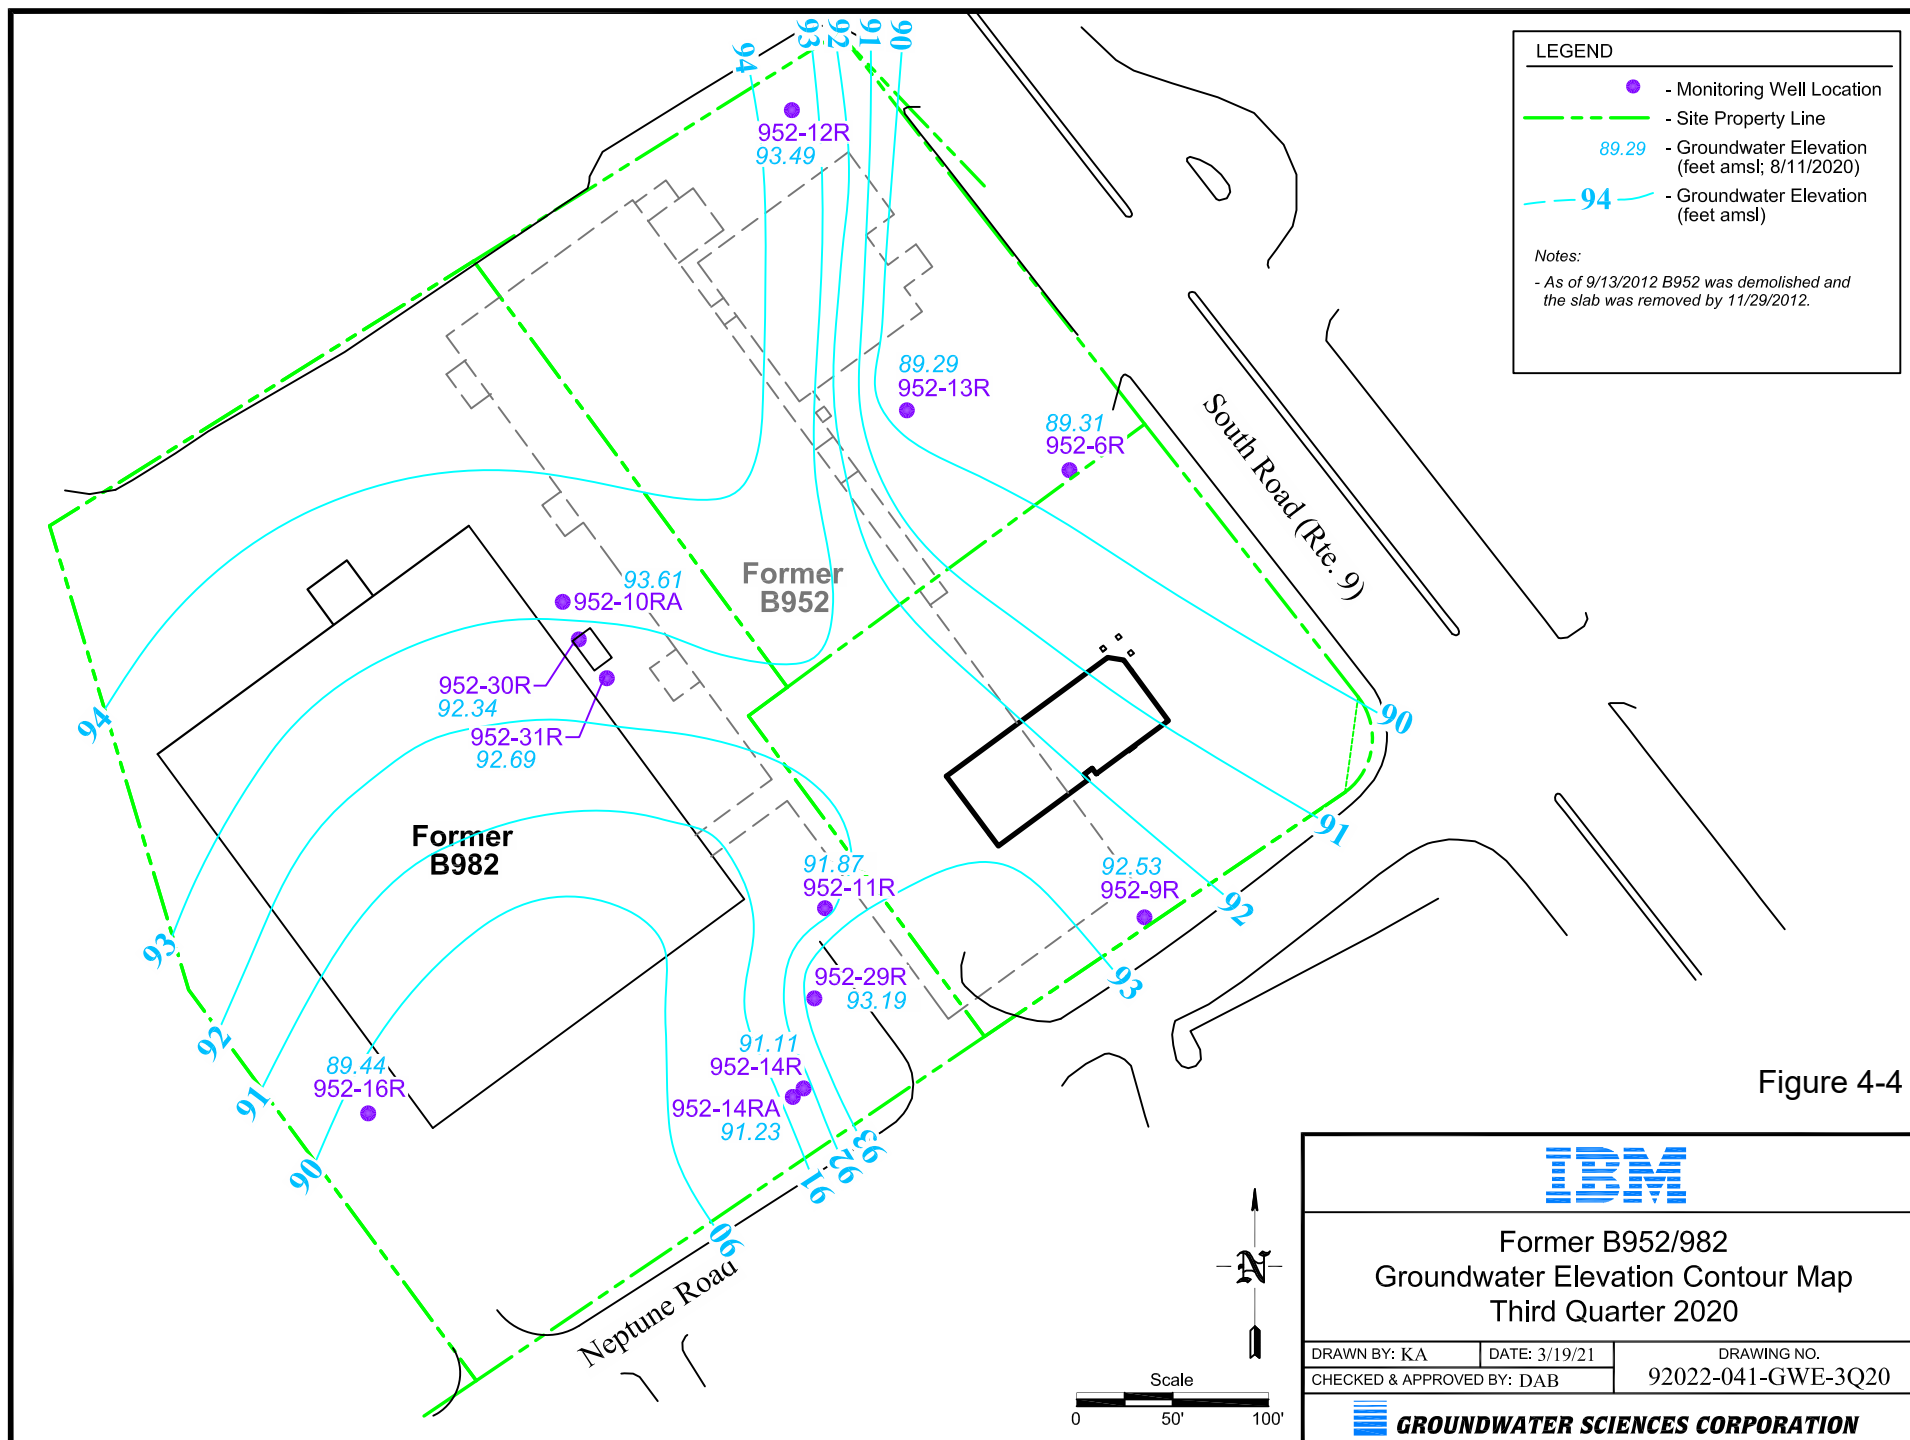 94
93
92
91
90
952-12R
93.49
LEGEND
- Monitoring Well Location
- Site Property Line
89.29
- Groundwater Elevation
(feet amsl; 8/11/2020)
94
- Groundwater Elevation
(feet amsl)
Notes:
- As of 9/13/2012 B952 was demolished and
the slab was removed by 11/29/2012.
89.29
952-13R
89.31
952-6R
South Road (Rte. 9)
Former
B952
93.61
952-10RA
952-30R
92.34
952-31R
92.69
94
Former
B982
90
91
91.87
952-11R
92.53
952-9R
92
93
93
952-29R
93.19
92
91.11
952-14R
952-14RA
91.23
89.44
952-16R
91
90
93
92
91
90
Neptune Road
N
Scale
0
50'
100'
Figure 4-4
IBM
Former B952/982
Groundwater Elevation Contour Map
Third Quarter 2020
DRAWN BY: KA
DATE: 3/19/21
CHECKED & APPROVED BY: DAB
DRAWING NO.
92022-041-GWE-3Q20
GROUNDWATER SCIENCES CORPORATION